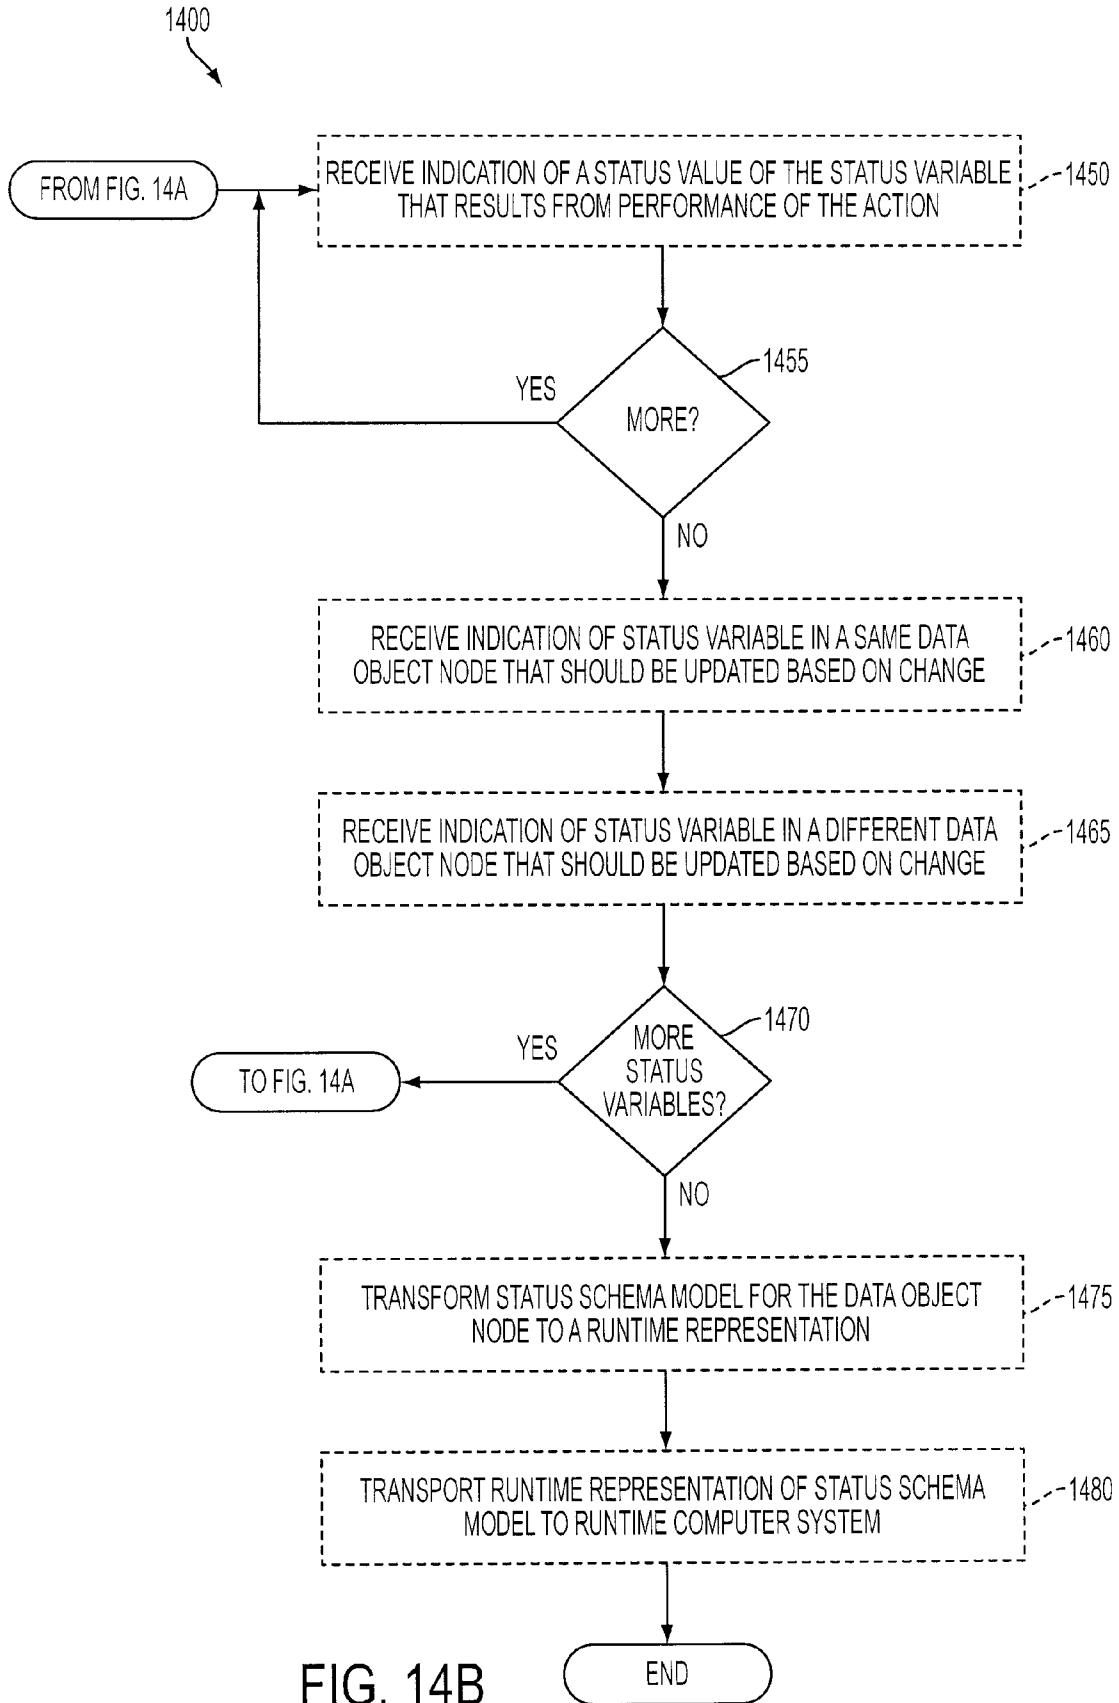 1400
FROM FIG. 14A
RECEIVE INDICATION OF A STATUS VALUE OF THE STATUS VARIABLE
THAT RESULTS FROM PERFORMANCE OF THE ACTION
1450
1455
YES
MORE?
NO
RECEIVE INDICATION OF STATUS VARIABLE IN A SAME DATA
OBJECT NODE THAT SHOULD BE UPDATED BASED ON CHANGE
1460
RECEIVE INDICATION OF STATUS VARIABLE IN A DIFFERENT DATA
OBJECT NODE THAT SHOULD BE UPDATED BASED ON CHANGE
1465
1470
YES
MORE
STATUS
VARIABLES?
TO FIG. 14A
NO
TRANSFORM STATUS SCHEMA MODEL FOR THE DATA OBJECT
NODE TO A RUNTIME REPRESENTATION
1475
TRANSPORT RUNTIME REPRESENTATION OF STATUS SCHEMA
MODEL TO RUNTIME COMPUTER SYSTEM
1480
END
FIG. 14B